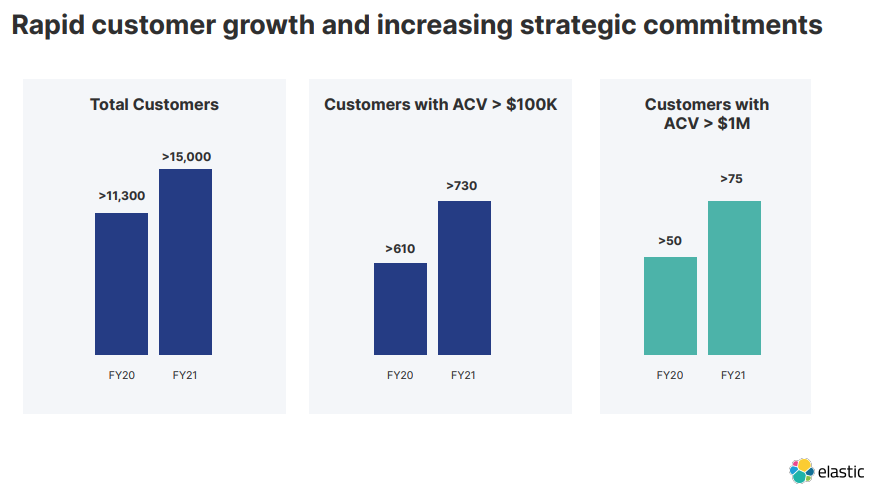 Rapid customer growth and increasing strategic commitments
Total Customers
>11,300
>15,000
FY20
FY21
Customers with ACV > $100K
>610
>730
FY20
FY21
Customers with
ACV > $1M
>50
>75
FY20
FY21
elastic